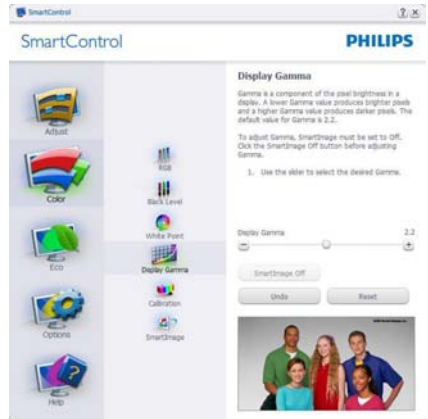 SmartControl
SmartControl
PHILIPS
Display Gamma
Gamma is a component of the pixel brightness in a
display. A lower Gamma value produces brighter pixels
and a higher Gamma value produces darker pixels. The
default value for Gamma is 2.2.
To adjust Gamma, SmartImage must be set to Off.
Click the SmartImage Off button before adjusting
Gamma.
1. Use the slider to select the desired Gamma.
Adjust
Color
Eco
Options
Help
RGB
Black Level
White Point
Display Gamma
Calibration
SmartImage
Display Gamma 2.2
SmartImage Off
Undo Reset